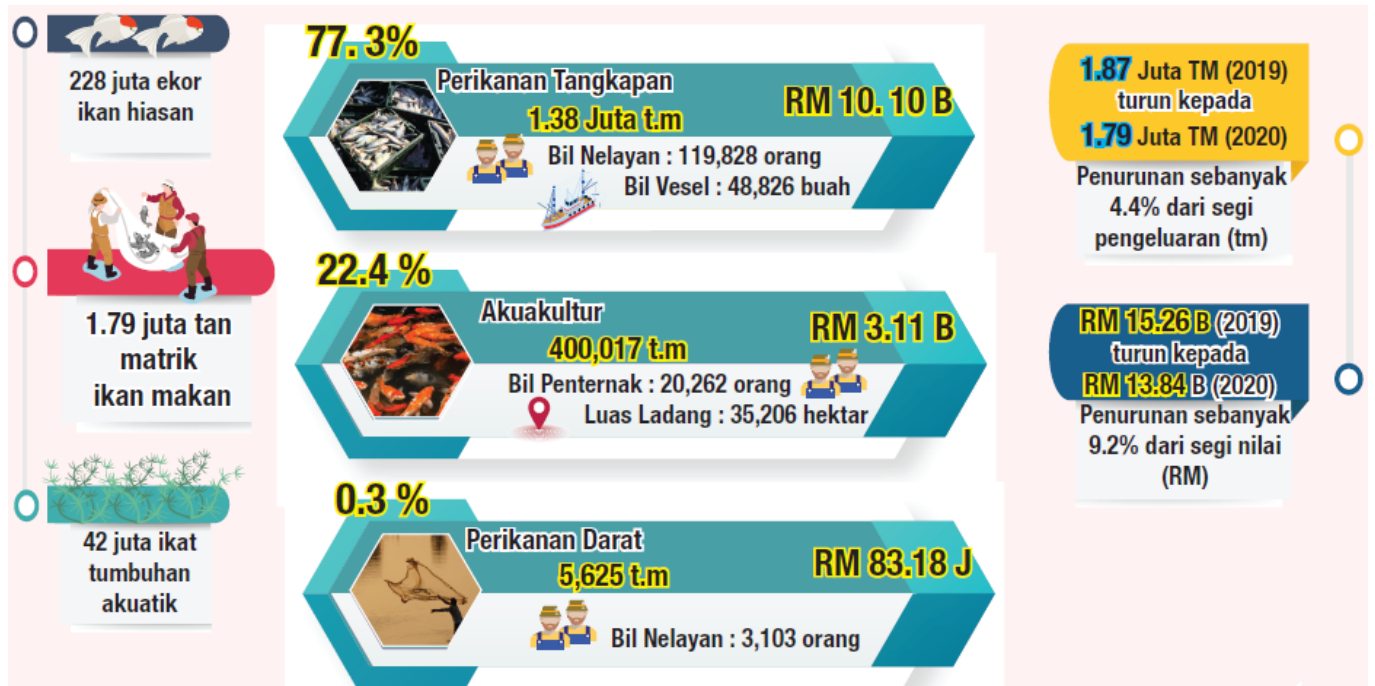 228 juta ekor
ikan hiasan
1.79 juta tan
matrik
ikan makan
42 juta ikat
tumbuhan
akuatik
77. 3%
Perikanan Tangkapan
1.38 Juta t.m
RM 10. 10 B
Bil Nelayan : 119,828 orang
Bil Vesel : 48,826 buah
22.4 %
Akuakultur
400,017 t.m
RM 3.11 B
Bil Penternak : 20,262 orang
Luas Ladang : 35,206 hektar
0.3 %
Perikanan Darat
5,625 t.m
RM 83.18 J
Bil Nelayan : 3,103 orang
1.87 Juta TM (2019)
turun kepada
1.79 Juta TM (2020)
Penurunan sebanyak
4.4% dari segi
pengeluaran (tm)
RM 15.26 B (2019)
turun kepada
RM 13.84 B (2020)
Penurunan sebanyak
9.2% dari segi nilai
(RM)